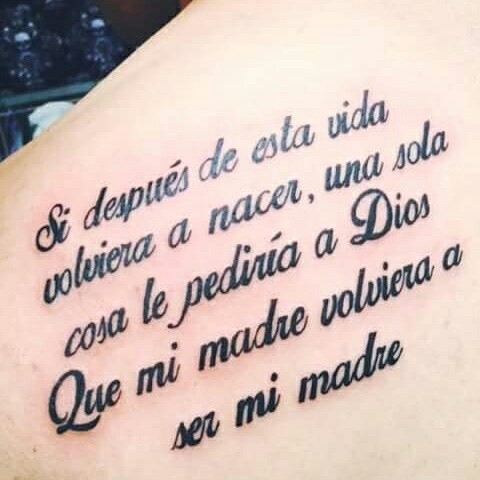 Si después de esta vida
volviera a nacer, una sola
cosa le pediría a Dios
Que mi madre volviera a
ser mi madre